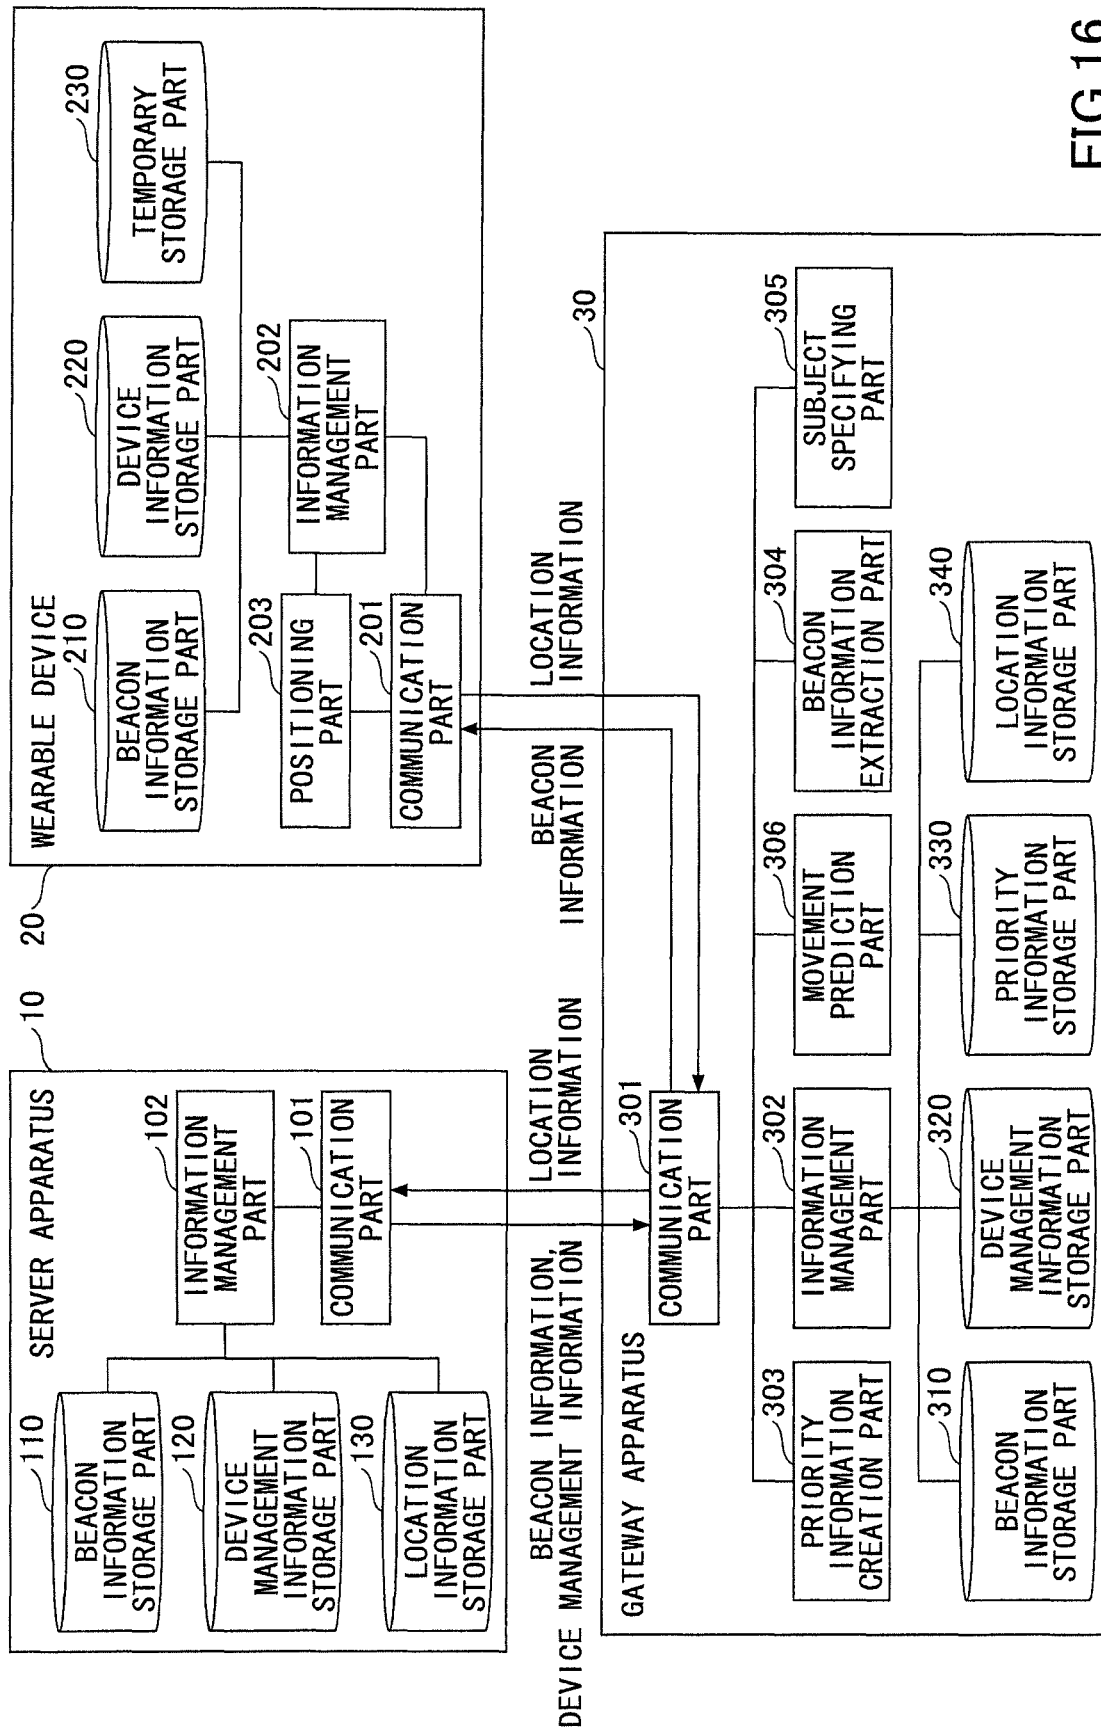 SERVER APPARATUS
10
110
BEACON
INFORMATION
STORAGE PART
120
DEVICE
MANAGEMENT
INFORMATION
STORAGE PART
130
LOCATION
INFORMATION
STORAGE PART
102
INFORMATION
MANAGEMENT
PART
101
COMMUNICATION
PART
20
WEARABLE DEVICE
210
BEACON
INFORMATION
STORAGE PART
220
DEVICE
INFORMATION
STORAGE PART
230
TEMPORARY
STORAGE PART
203
POSITIONING
PART
202
INFORMATION
MANAGEMENT
PART
201
COMMUNICATION
PART
BEACON INFORMATION,
DEVICE MANAGEMENT INFORMATION
LOCATION
INFORMATION
BEACON
INFORMATION
LOCATION
INFORMATION
GATEWAY APPARATUS
30
301
COMMUNICATION
PART
303
PRIORITY
INFORMATION
CREATION PART
302
INFORMATION
MANAGEMENT
PART
306
MOVEMENT
PREDICTION
PART
304
BEACON
INFORMATION
EXTRACTION PART
305
SUBJECT
SPECIFYING
PART
310
BEACON
INFORMATION
STORAGE PART
320
DEVICE
MANAGEMENT
INFORMATION
STORAGE PART
330
PRIORITY
INFORMATION
STORAGE PART
340
LOCATION
INFORMATION
STORAGE PART
FIG.16